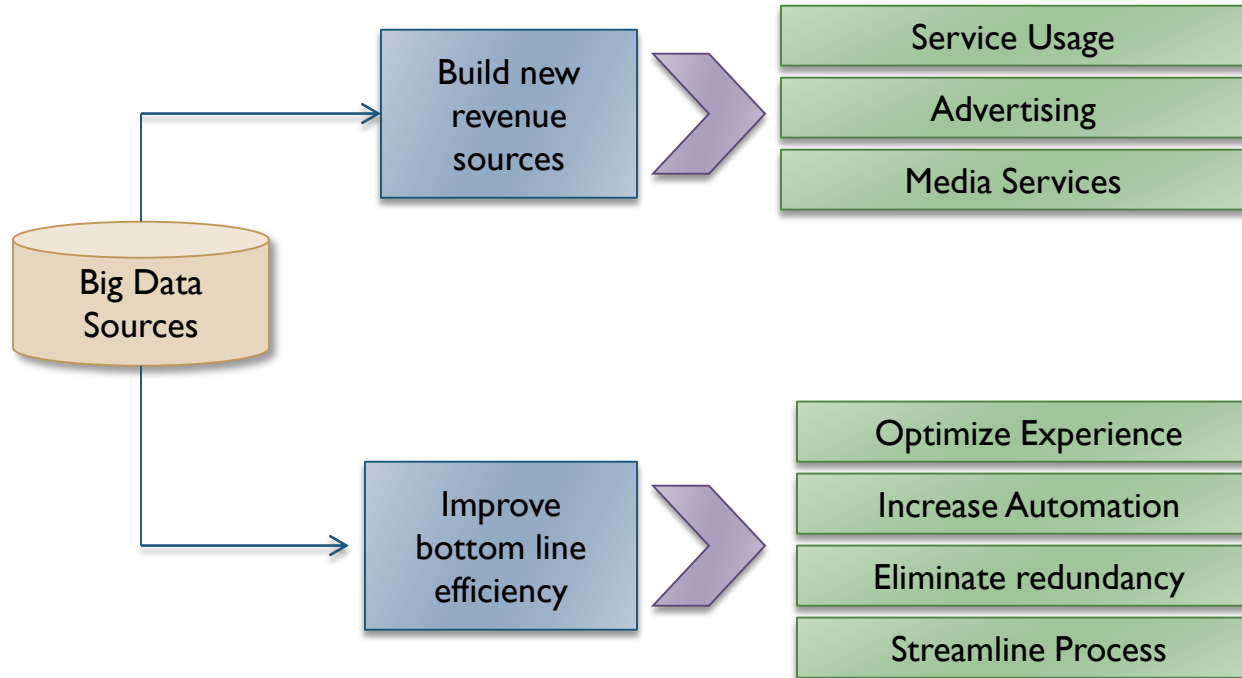 Build new
revenue
sources
Service Usage
Advertising
Media Services
Big Data
Sources
Improve
bottom line
efficiency
Optimize Experience
Increase Automation
Eliminate redundancy
Streamline Process